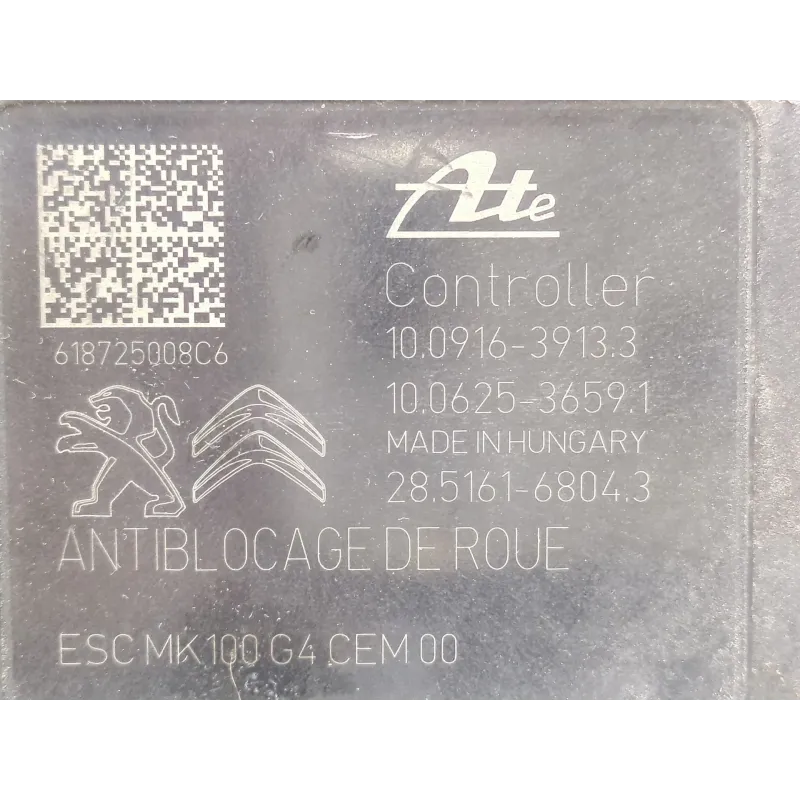 Ate
Controller
10.0916-3913.3
618725008C6
10.0625-3659.1
MADE IN HUNGARY
28.5161-6804.3
ANTIBLOCAGE DE ROUE
ESC MK100 G4 CEM 00